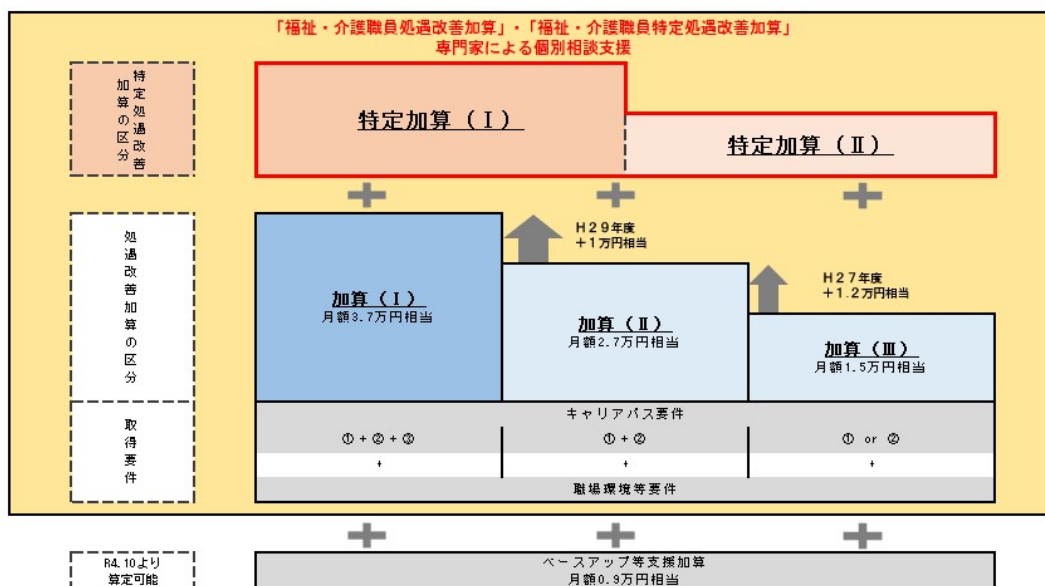 「福祉・介護職員処遇改善加算」・「福祉・介護職員特定処遇改善加算」
専門家による個別相談支援
特定処遇改善
加算の区分
特定加算（Ⅰ）
特定加算（Ⅱ）
処遇改善加算の区分
H29年度
＋1万円相当
H27年度
＋1.2万円相当
加算（Ⅰ）
月額3.7万円相当
加算（Ⅱ）
月額2.7万円相当
加算（Ⅲ）
月額1.5万円相当
取得要件
キャリアパス要件
①+②+③
①+②
① or ②
+
+
+
職場環境等要件
R4.10より
算定可能
ベースアップ等支援加算
月額0.9万円相当